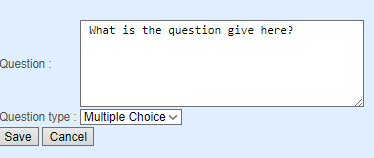 What is the question give here?
Question :
Question type : Multiple Choice
Save Cancel